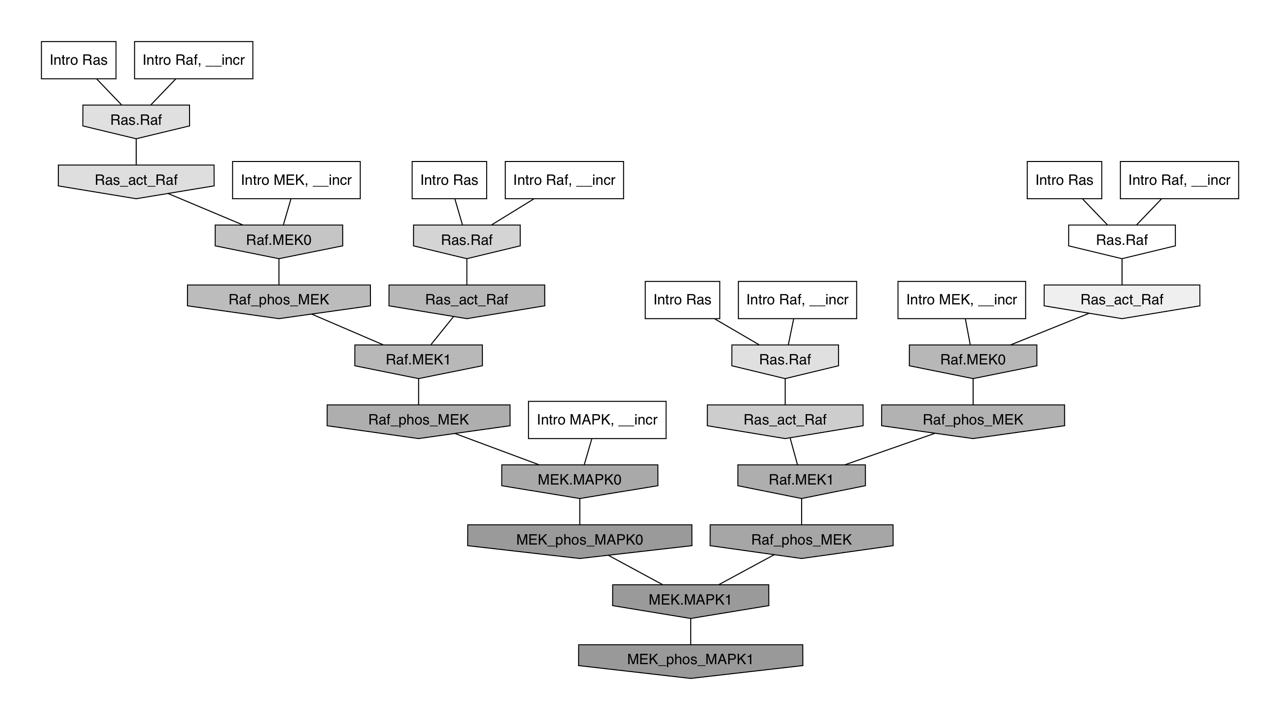 Intro Ras
Intro Raf, __incr
Ras.Raf
Ras_act_Raf
Intro MEK, __incr
Intro Ras
Intro Raf, __incr
Intro Ras
Intro Raf, __incr
Raf.MEK0
Ras.Raf
Ras.Raf
Raf_phos_MEK
Ras_act_Raf
Intro Ras
Intro Raf, __incr
Intro MEK, __incr
Ras_act_Raf
Raf.MEK1
Ras.Raf
Raf.MEK0
Raf_phos_MEK
Intro MAPK, __incr
Ras_act_Raf
Raf_phos_MEK
MEK.MAPK0
Raf.MEK1
MEK_phos_MAPK0
Raf_phos_MEK
MEK.MAPK1
MEK_phos_MAPK1